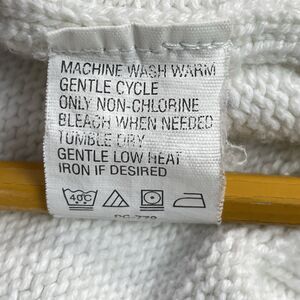 MACHINE WASH WARM
GENTLE CYCLE
ONLY NON-CHLORINE
BLEACH WHEN NEEDED
TUMBLE DRY
GENTLE LOW HEAT
IRON IF DESIRED
40C